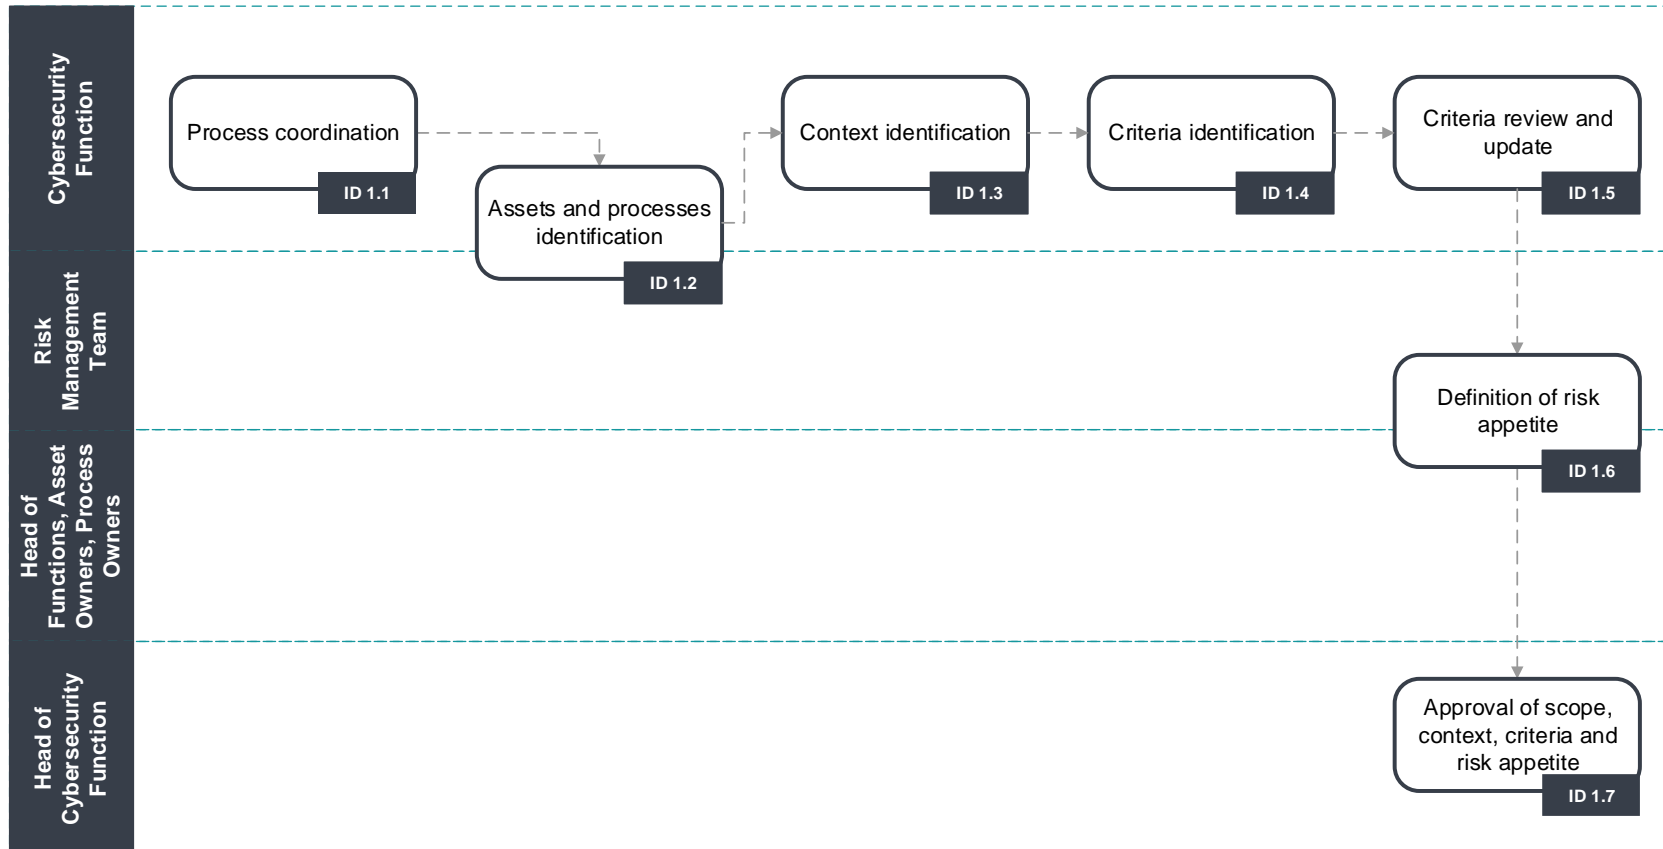 Cybersecurity
Function
Process coordination
ID 1.1
Assets and processes
identification
ID 1.2
Context identification
ID 1.3
Criteria identification
ID 1.4
Criteria review and
update
ID 1.5
Risk
Management
Team
Definition of risk
appetite
ID 1.6
Head of
Functions, Asset
Owners, Process
Owners
Head of
Cybersecurity
Function
Approval of scope,
context, criteria and
risk appetite
ID 1.7